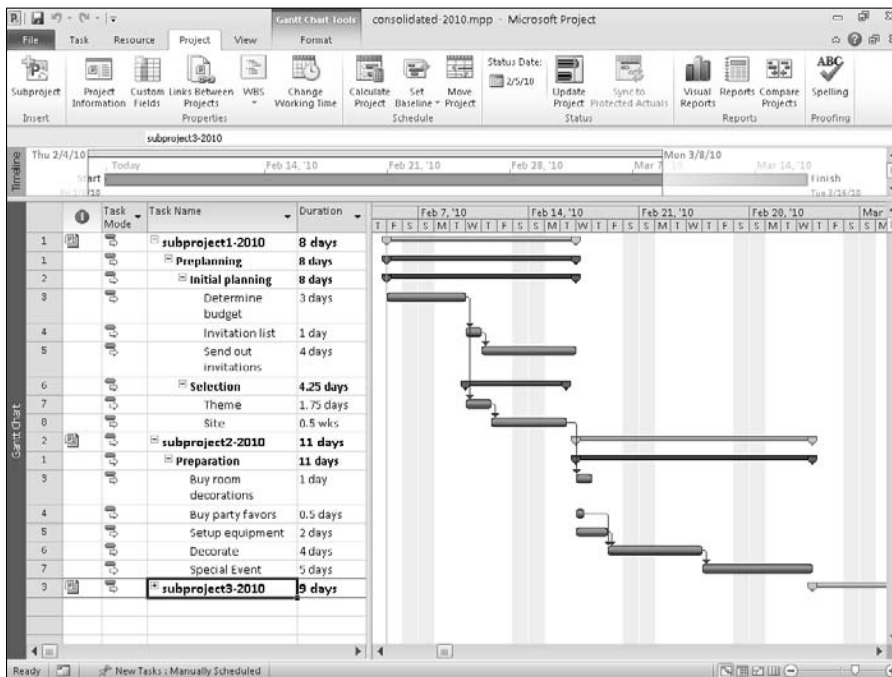 Gantt Chart Tools consolidated-2010.mpp - Microsoft Project
File Task Resource Project View Format
Subproject Project Information Custom Fields Links Between Projects WBS Change Working Time Calculate Project Set Baseline Move Project Status Date: 2/5/10 Update Project Sync to Protected Actuals Visual Reports Reports Compare Projects ABC Spelling
Insert Properties Schedule Status Reports Proofing
subproject3-2010
Timeline
Thu 2/4/10 Mon 3/8/10
Today Feb 14, '10 Feb 21, '10 Feb 28, '10 Mar 7 Mar 14, '10
Start Finish
Tue 3/16/10
Gantt Chart
Task Mode Task Name Duration Feb 7, '10 Feb 14, '10 Feb 21, '10 Mar
T F S S M T W T F S S M T W T F S S M T W T F S S M T W T F S S M
1 subproject1-2010 8 days
1 Preplanning 8 days
2 Initial planning 8 days
3 Determine budget 3 days
4 Invitation list 1 day
5 Send out invitations 4 days
6 Selection 4.25 days
7 Theme 1.75 days
8 Site 0.5 wks
2 subproject2-2010 11 days
1 Preparation 11 days
3 Buy room decorations 1 day
4 Buy party favors 0.5 days
5 Setup equipment 2 days
6 Decorate 4 days
7 Special Event 5 days
3 subproject3-2010 9 days
Ready New Tasks : Manually Scheduled